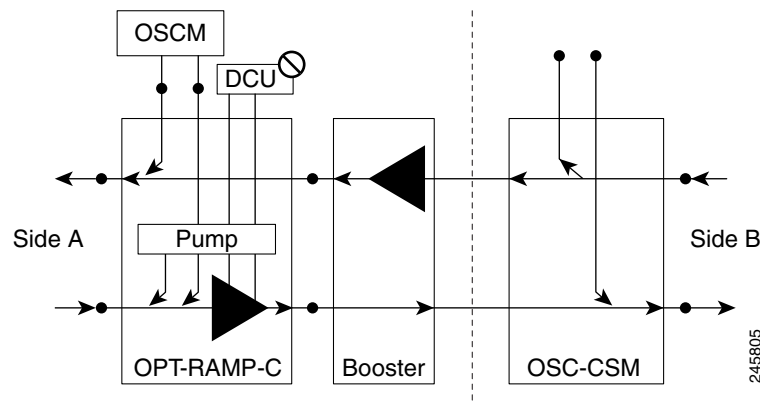 OSCM
DCU
Side A
Pump
Side B
OPT-RAMP-C
Booster
OSC-CSM
245805